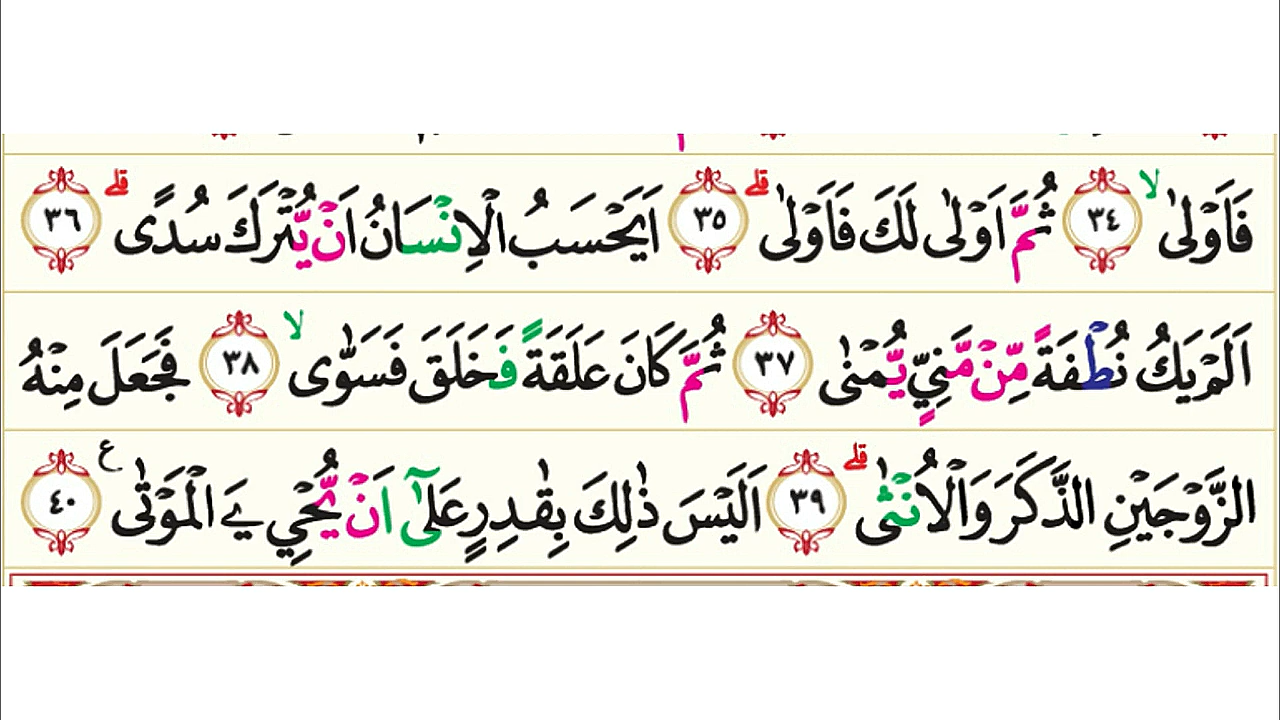 فَاَوْلٰى ۙ ﴿٣٤﴾ ثُمَّ اَوْلٰى لَكَ فَاَوْلٰى ؕ ﴿٣٥﴾ اَيَحْسَبُ الْاِنْسَانُ اَنْ يُّتْرَكَ سُدًى ؕ ﴿٣٦﴾
اَلَمْ يَكُ نُطْفَةً مِّنْ مَّنِيٍّ يُّمْنٰى ﴿٣٧﴾ ثُمَّ كَانَ عَلَقَةً فَخَلَقَ فَسَوّٰى ۙ ﴿٣٨﴾ فَجَعَلَ مِنْهُ
الزَّوْجَيْنِ الذَّكَرَ وَالْاُنْثٰى ؕ ﴿٣٩﴾ اَلَيْسَ ذٰلِكَ بِقٰدِرٍ عَلٰٓى اَنْ يُّحْيِۦَ الْمَوْتٰى ع ﴿٤٠﴾